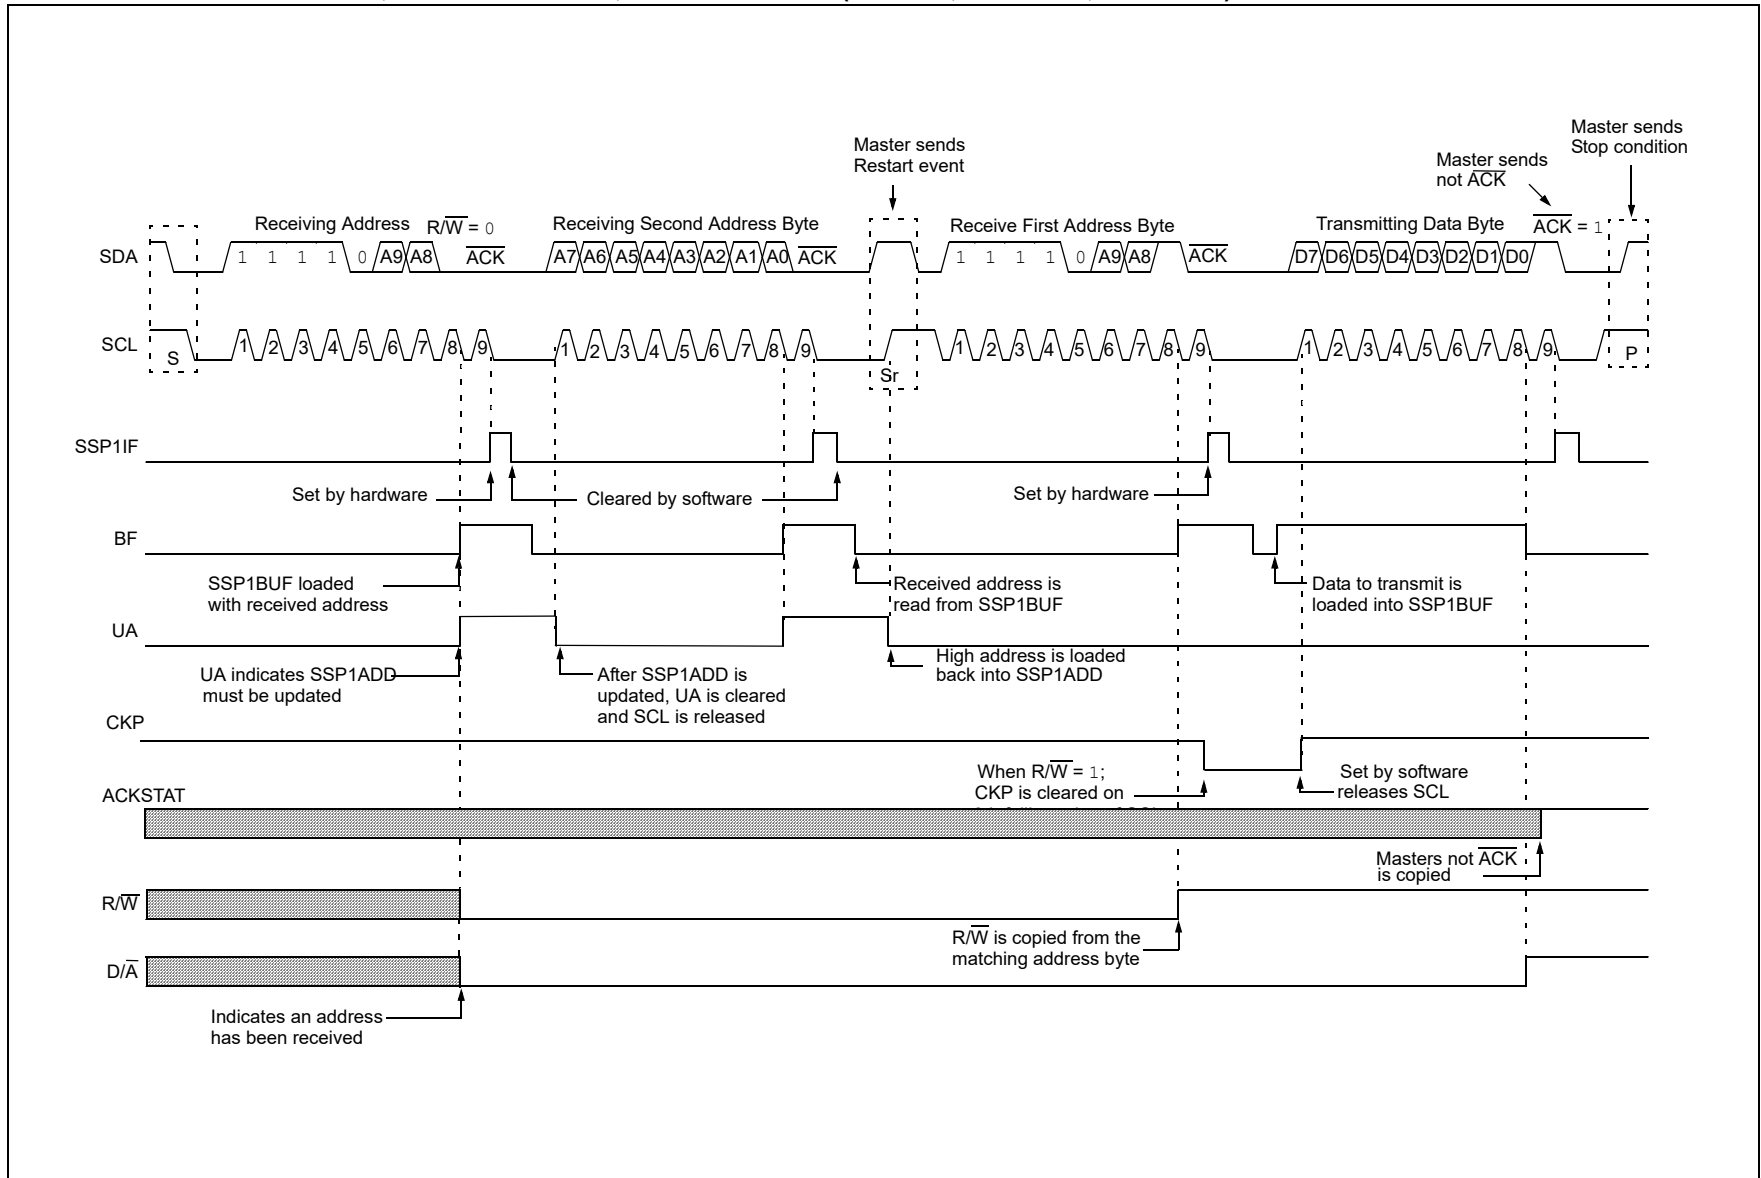 Master sends
Restart event
Master sends
not ACK
Master sends
Stop condition
Receiving Address R/W = 0
Receiving Second Address Byte
Receive First Address Byte
Transmitting Data Byte
ACK = 1
SDA
1 1 1 1 0 A9 A8 ACK
A7 A6 A5 A4 A3 A2 A1 A0 ACK
1 1 1 1 0 A9 A8 ACK
D7 D6 D5 D4 D3 D2 D1 D0
SCL
S
1 2 3 4 5 6 7 8 9
1 2 3 4 5 6 7 8 9
Sr
1 2 3 4 5 6 7 8 9
1 2 3 4 5 6 7 8 9
P
SSP1IF
Set by hardware
Cleared by software
Set by hardware
BF
SSP1BUF loaded
with received address
Received address is
read from SSP1BUF
Data to transmit is
loaded into SSP1BUF
UA
UA indicates SSP1ADD
must be updated
After SSP1ADD is
updated, UA is cleared
and SCL is released
High address is loaded
back into SSP1ADD
CKP
When R/W = 1;
CKP is cleared on
Set by software
releases SCL
ACKSTAT
Masters not ACK
is copied
R/W
R/W is copied from the
matching address byte
D/A
Indicates an address
has been received